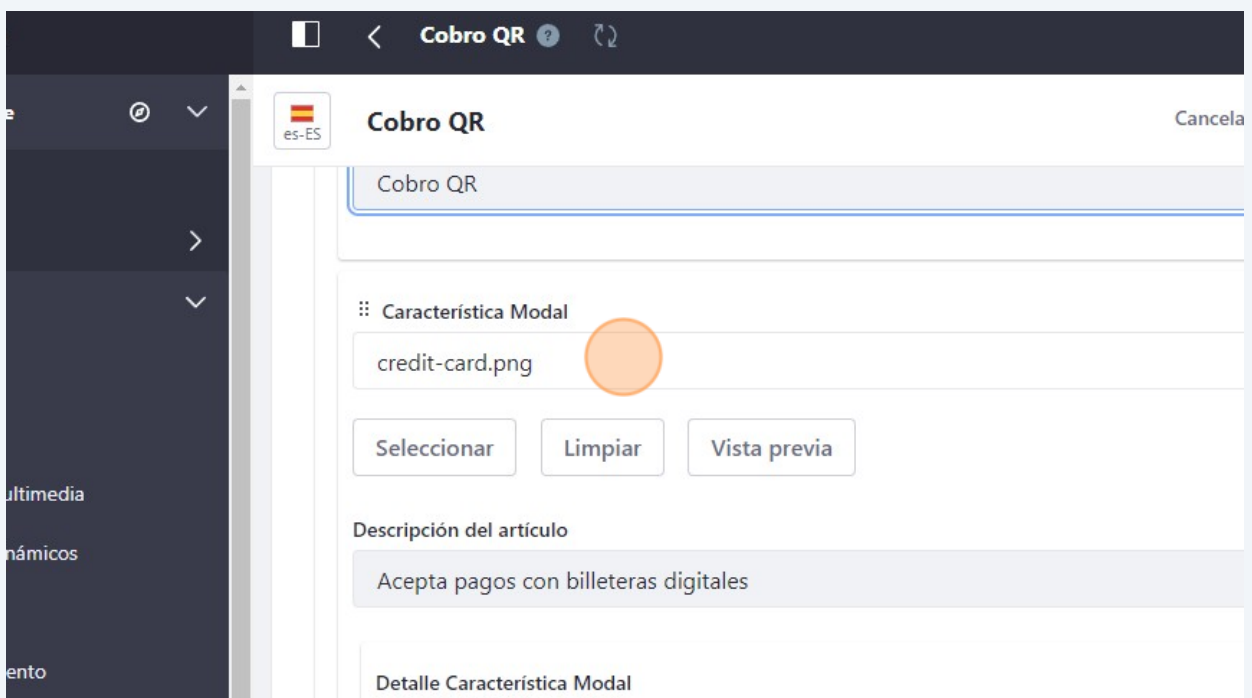 Cobro QR
es-ES
Cobro QR
Cobro QR
Característica Modal
credit-card.png
Seleccionar Limpiar Vista previa
Descripción del artículo
Acepta pagos con billeteras digitales
Detalle Característica Modal
Cancela
ultimedia
námicos
ento